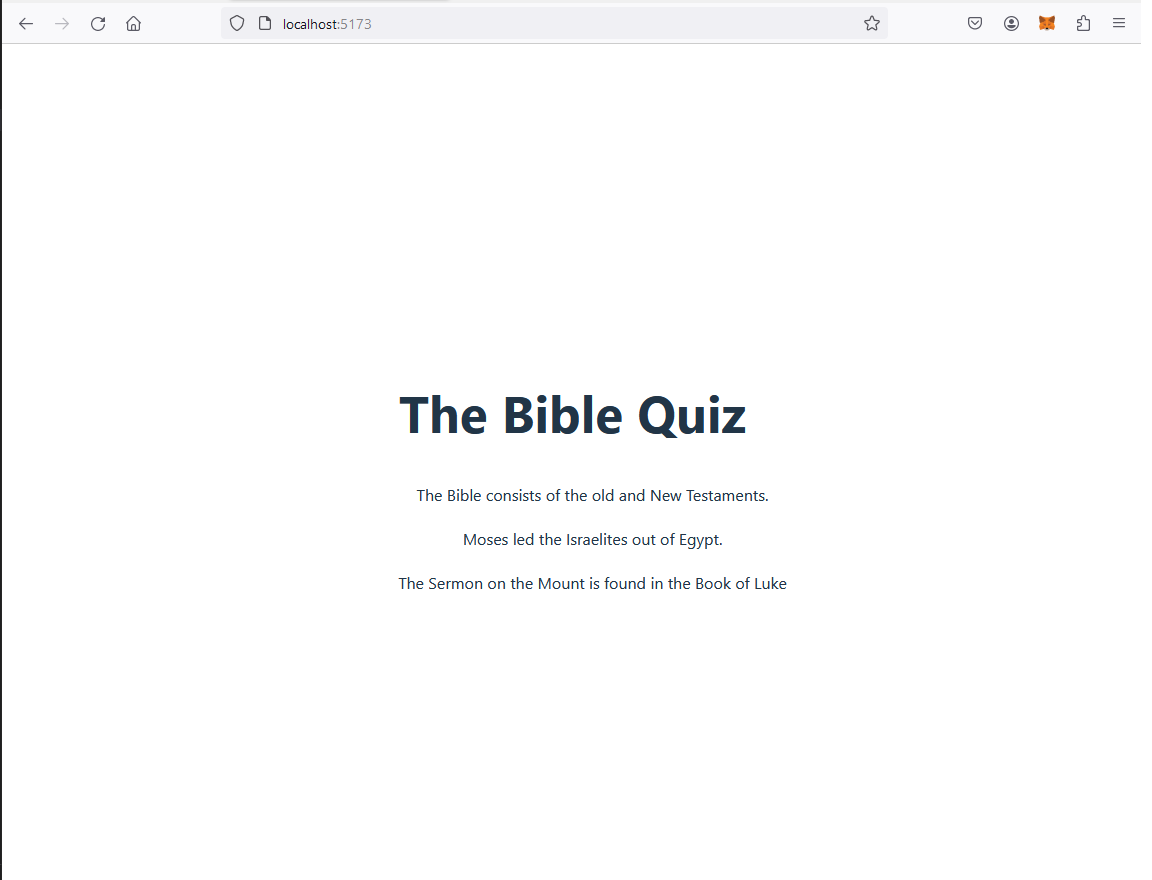 localhost:5173
The Bible Quiz
The Bible consists of the old and New Testaments.
Moses led the Israelites out of Egypt.
The Sermon on the Mount is found in the Book of Luke